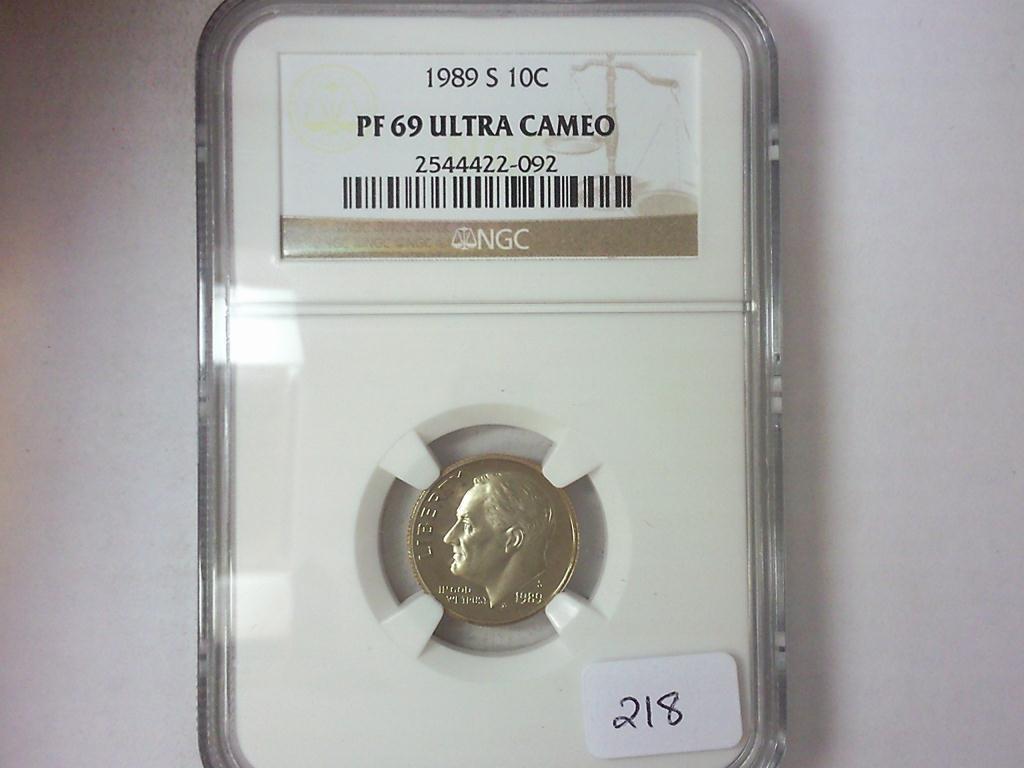 1989 S 10C
PF 69 ULTRA CAMEO
2544422-092
NGC
LIBERTY
IN GOD
WE TRUST
1989
218